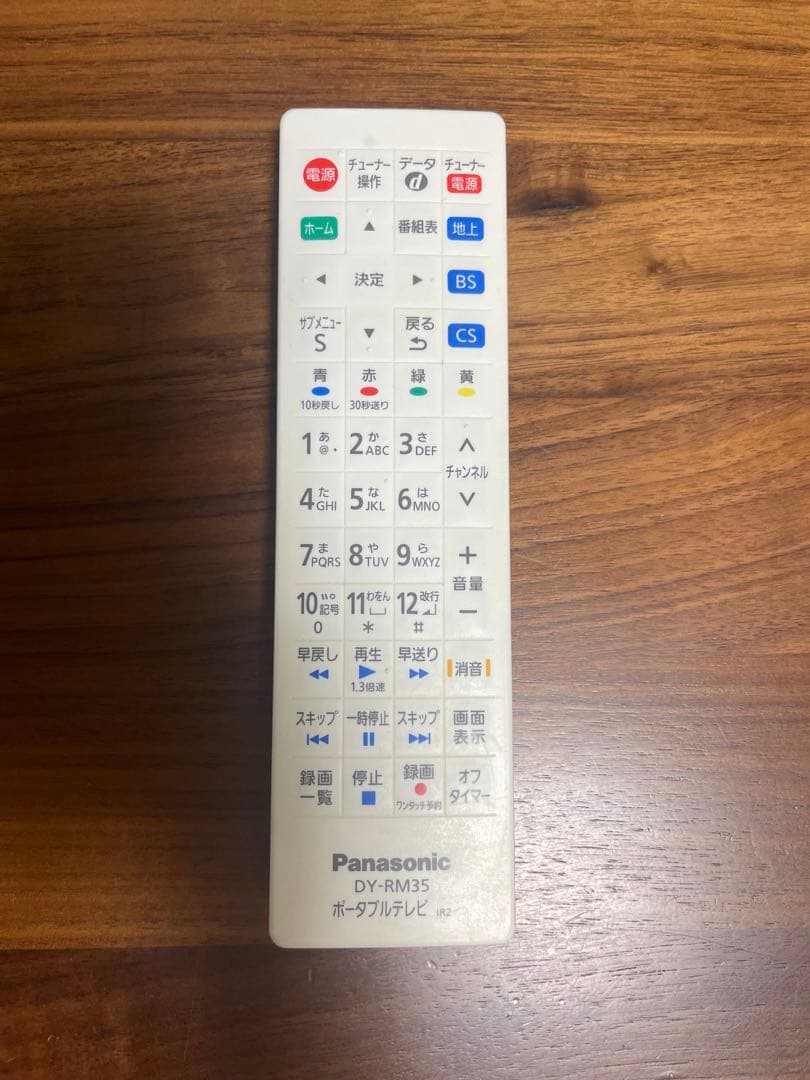 電源 チューナー操作 データ d チューナー電源
ホーム ▲ 番組表 地上
◀ 決定 ▶ BS
サブメニュー S ▼ 戻る CS
青 赤 緑 黄
10秒戻し 30秒送り
1 あ @. 2 か ABC 3 さ DEF ∧
チャンネル
4 た GHI 5 な JKL 6 は MNO ∨
7 ま PQRS 8 や TUV 9 ら WXYZ +
音量
10 ゛゜ 記号 11 わをん 12 改行 −
0 * #
早戻し 再生 早送り 消音
◀◀ ▶ ▶▶
1.3倍速
スキップ 一時停止 スキップ 画面表示
|◀◀ ⏸ ▶▶|
録画一覧 停止 録画 オフタイマー
■ ● ワンタッチ予約
Panasonic
DY-RM35
ポータブルテレビ IR2